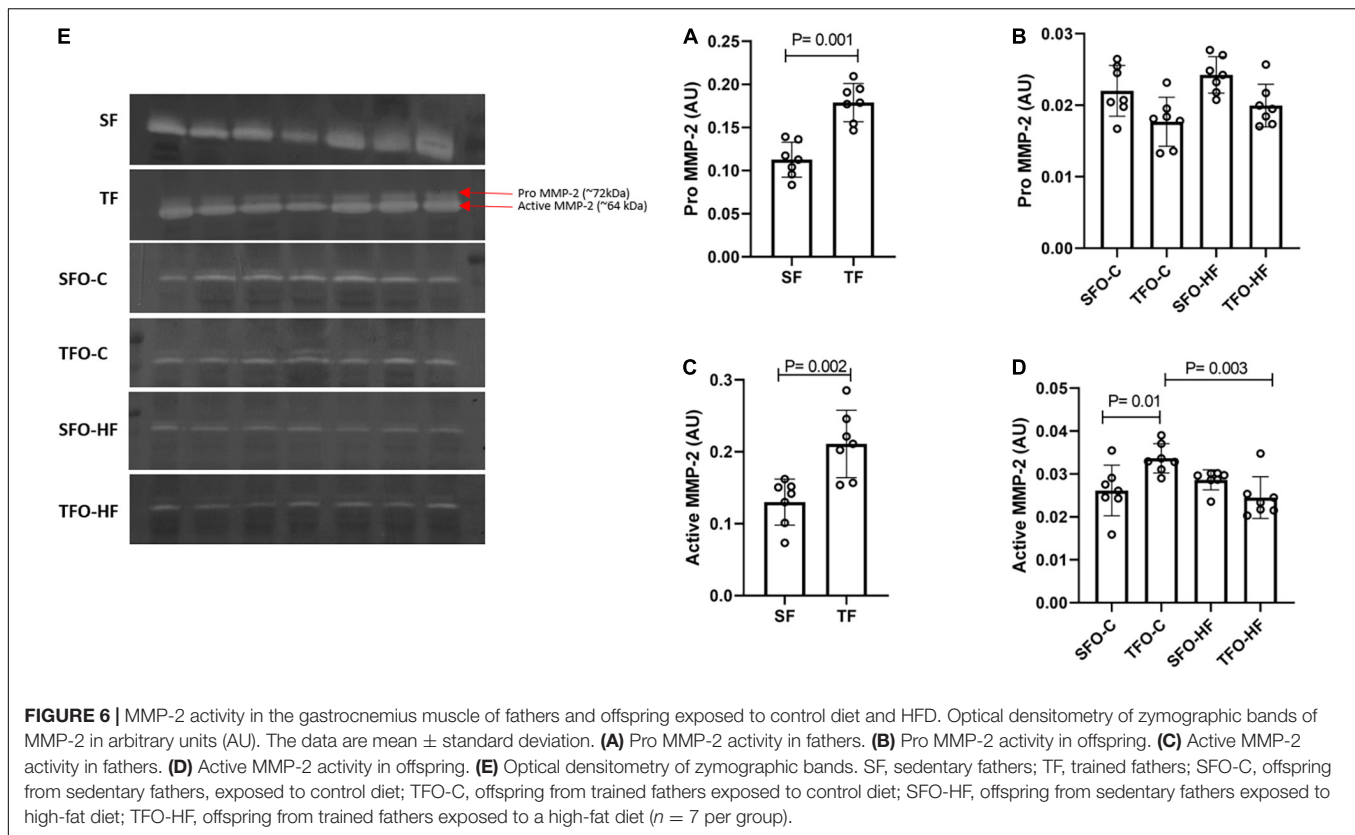 E
SF
TF
Pro MMP-2 (~72kDa)
Active MMP-2 (~64 kDa)
SFO-C
TFO-C
SFO-HF
TFO-HF
A
P= 0.001
Pro MMP-2 (AU)
0.25
0.20
0.15
0.10
0.05
0.00
SF TF
B
Pro MMP-2 (AU)
0.03
0.02
0.01
0.00
SFO-C TFO-C SFO-HF TFO-HF
C
P= 0.002
Active MMP-2 (AU)
0.3
0.2
0.1
0.0
SF TF
D
P= 0.003
P= 0.01
Active MMP-2 (AU)
0.05
0.04
0.03
0.02
0.01
0.00
SFO-C TFO-C SFO-HF TFO-HF
FIGURE 6 | MMP-2 activity in the gastrocnemius muscle of fathers and offspring exposed to control diet and HFD. Optical densitometry of zymographic bands of
MMP-2 in arbitrary units (AU). The data are mean ± standard deviation. (A) Pro MMP-2 activity in fathers. (B) Pro MMP-2 activity in offspring. (C) Active MMP-2
activity in fathers. (D) Active MMP-2 activity in offspring. (E) Optical densitometry of zymographic bands. SF, sedentary fathers; TF, trained fathers; SFO-C, offspring
from sedentary fathers, exposed to control diet; TFO-C, offspring from trained fathers exposed to control diet; SFO-HF, offspring from sedentary fathers exposed to
high-fat diet; TFO-HF, offspring from trained fathers exposed to a high-fat diet (n = 7 per group).